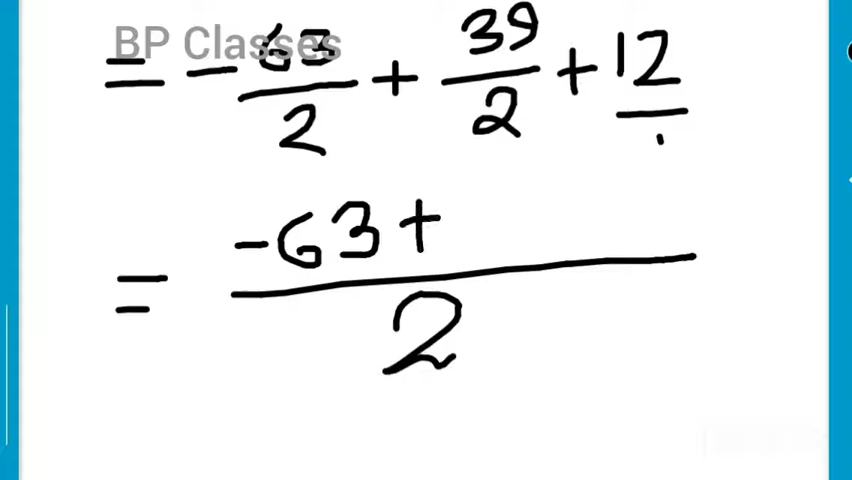 BP Classes
= - 63/2 + 39/2 + 12/
= -63+
2